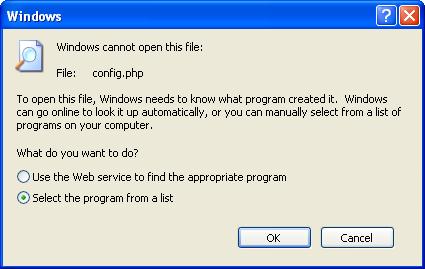 Windows
Windows cannot open this file:
File: config.php
To open this file, Windows needs to know what program created it. Windows
can go online to look it up automatically, or you can manually select from a list of
programs on your computer.
What do you want to do?
Use the Web service to find the appropriate program
Select the program from a list
OK Cancel